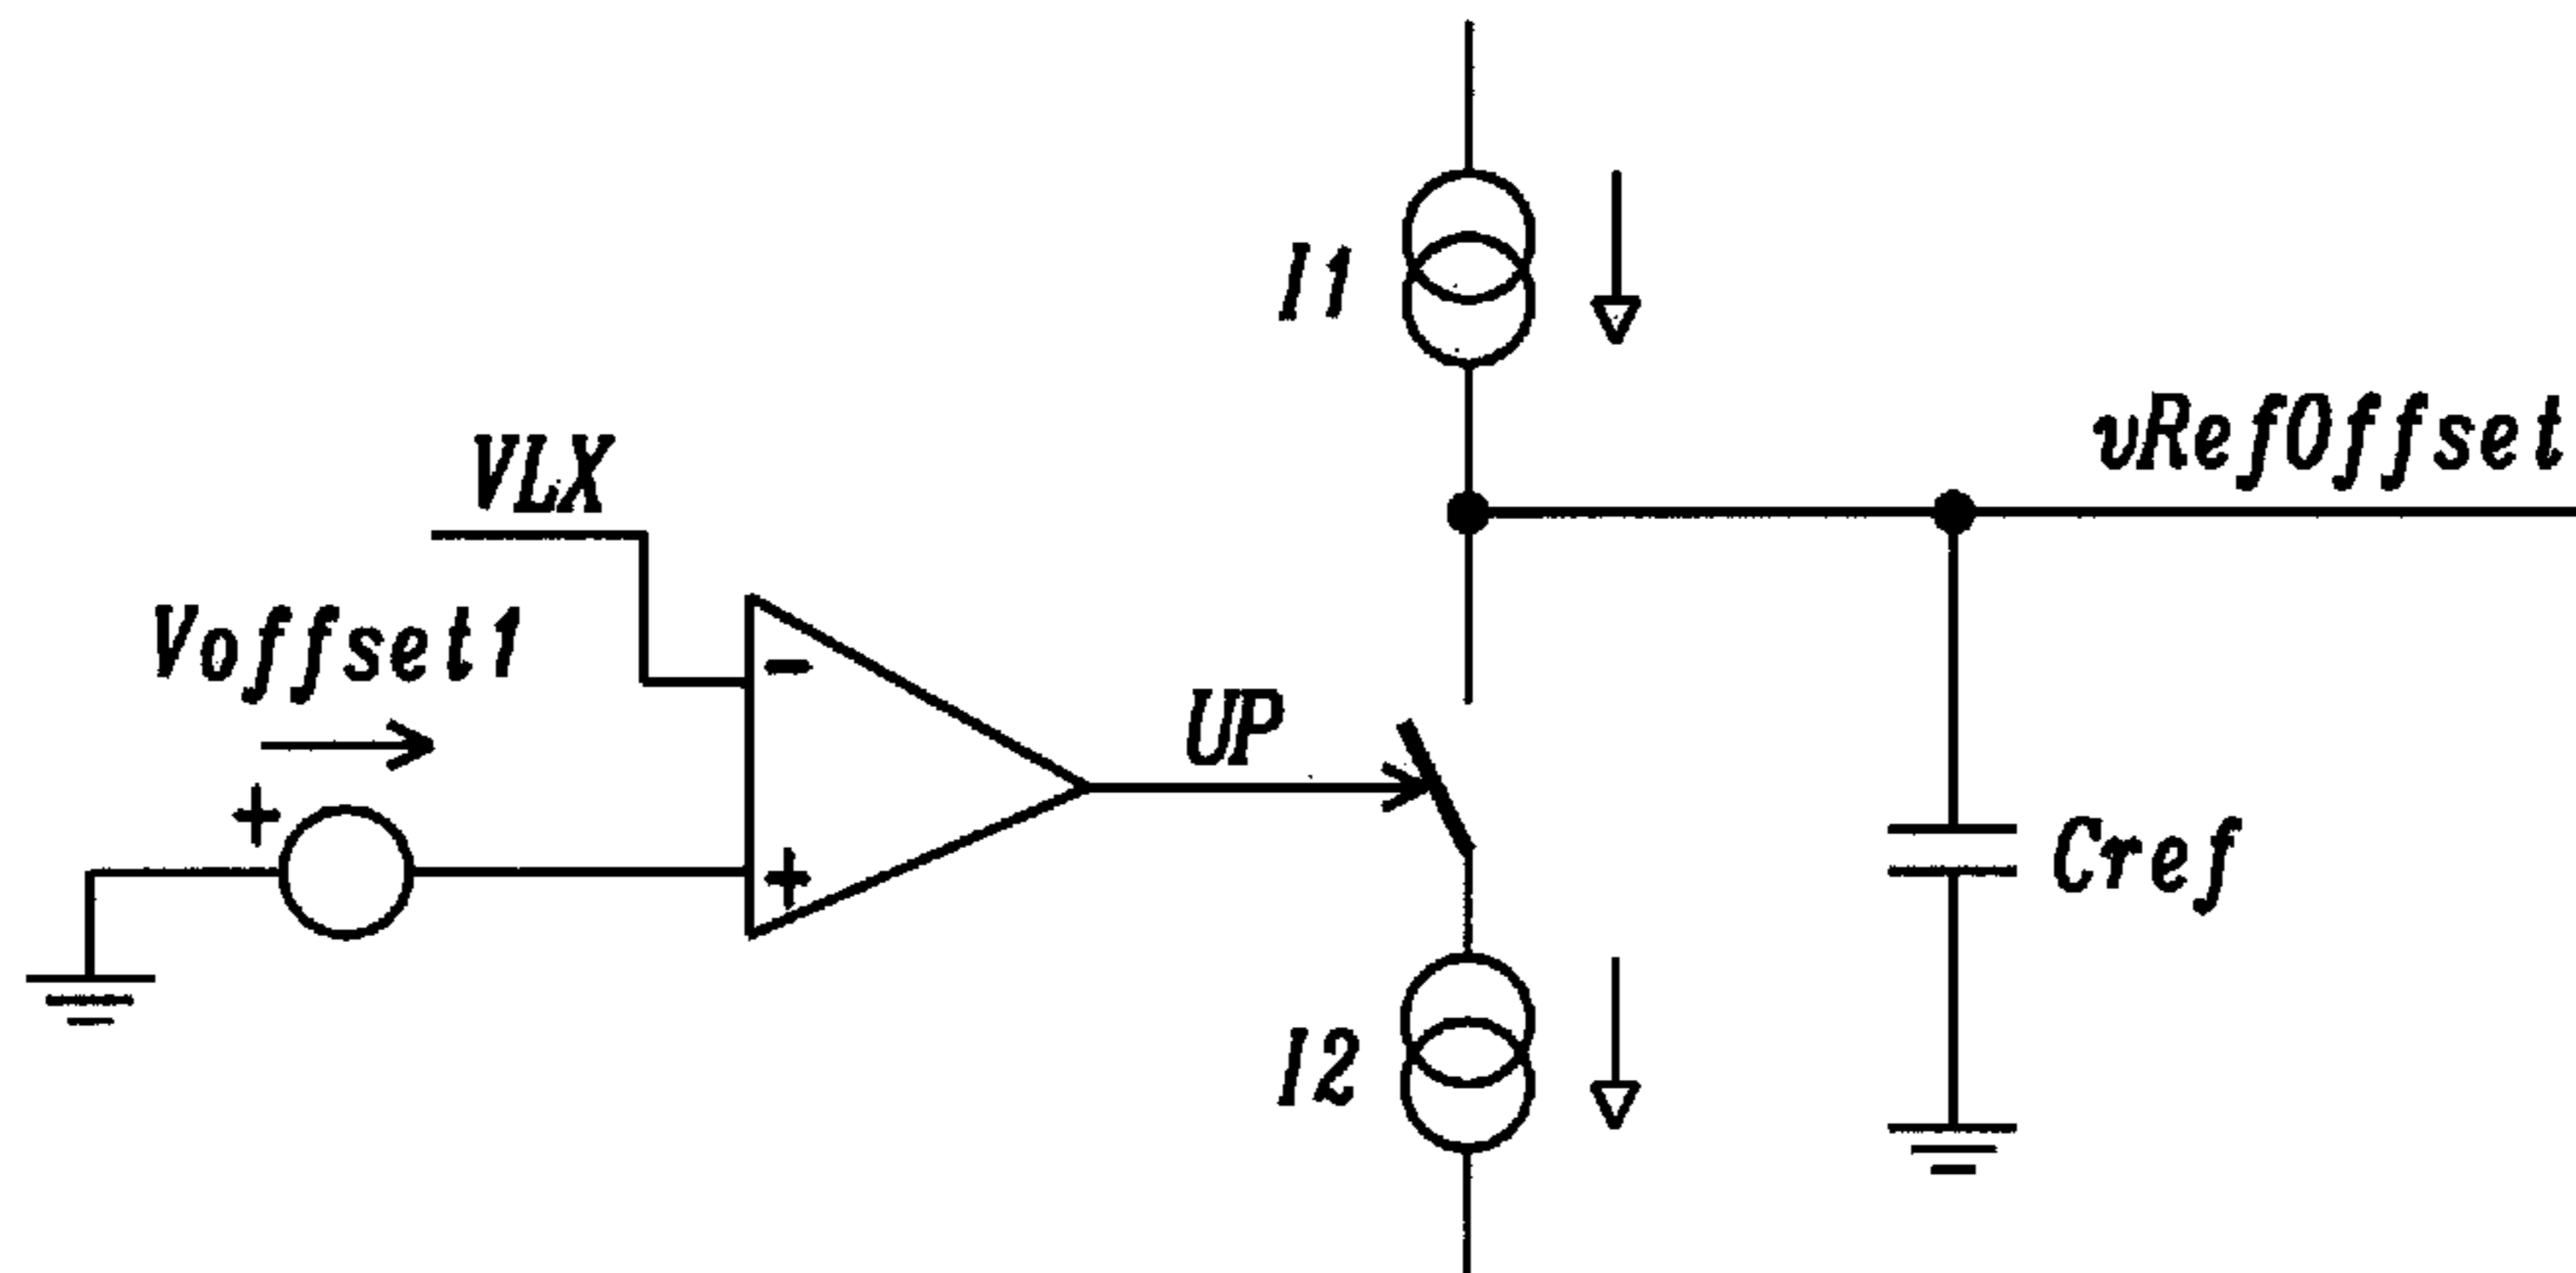 I1
vRefOffset
VLX
Voffset1
-
UP
+
Cref
+
I2